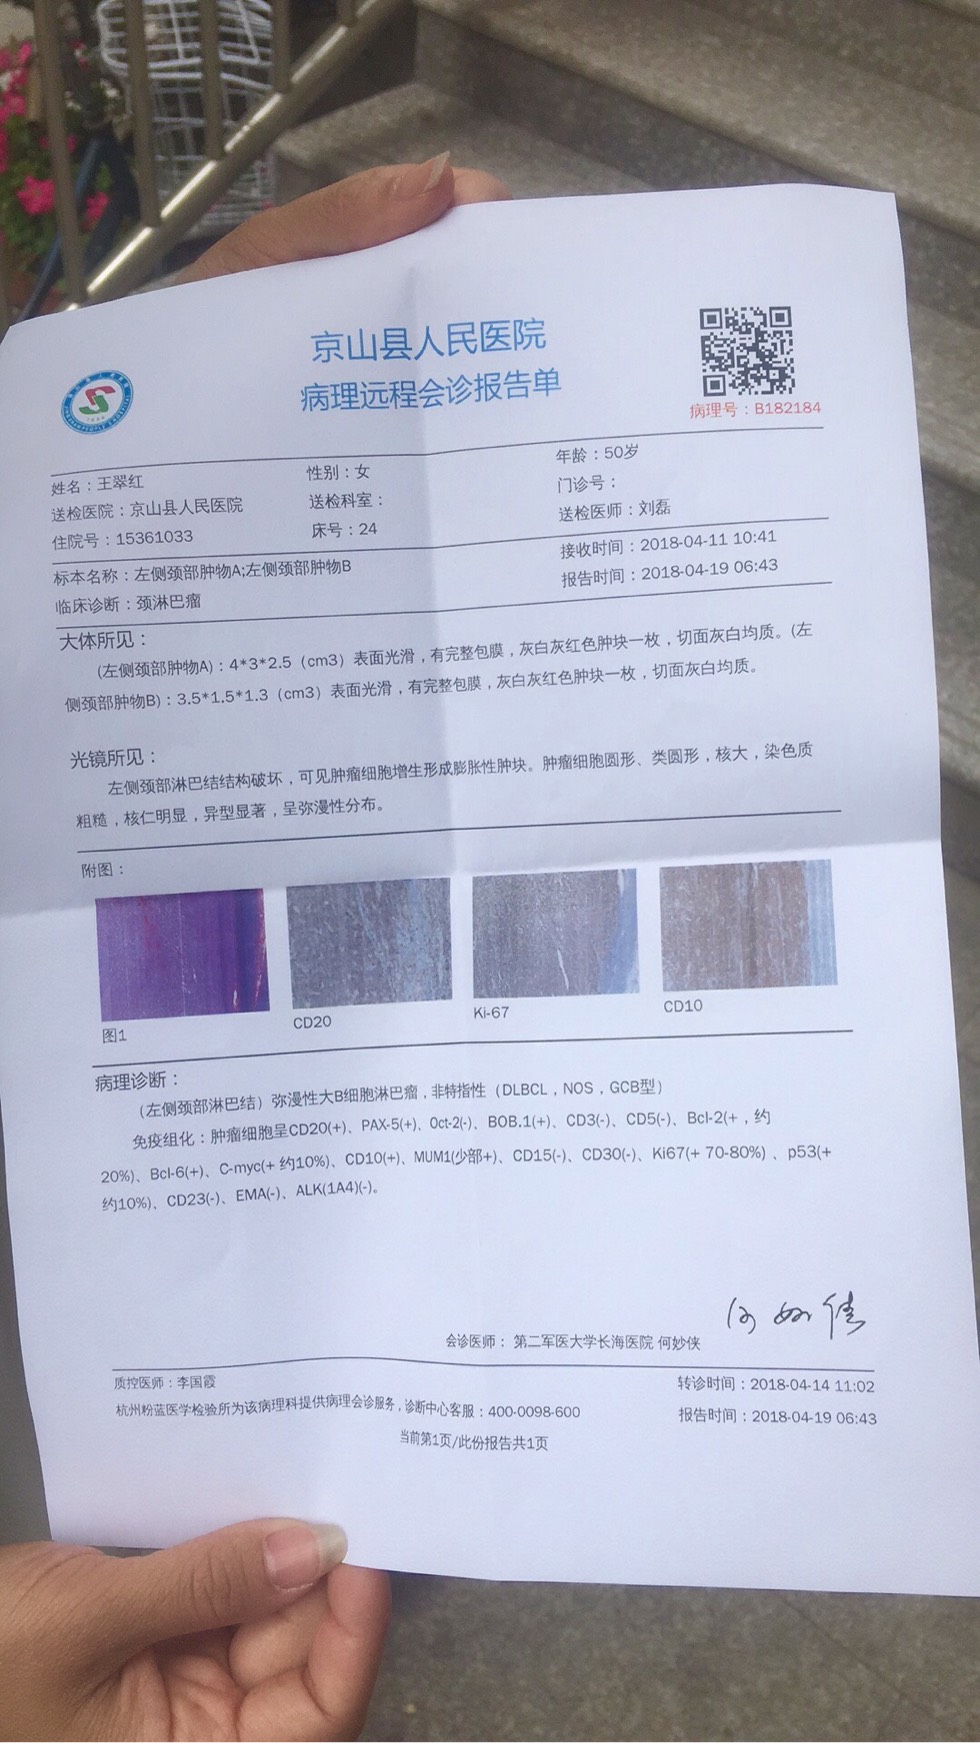 京山县人民医院
病理远程会诊报告单
病理号：B182184
姓名：王翠红 性别：女 年龄：50岁
送检医院：京山县人民医院 送检科室： 门诊号：
住院号：15361033 床号：24 送检医师：刘磊
标本名称：左侧颈部肿物A;左侧颈部肿物B 接收时间：2018-04-11 10:41
临床诊断：颈淋巴瘤 报告时间：2018-04-19 06:43
大体所见：
(左侧颈部肿物A)：4*3*2.5（cm3）表面光滑，有完整包膜，灰白灰红色肿块一枚，切面灰白均质。(左
侧颈部肿物B)：3.5*1.5*1.3（cm3）表面光滑，有完整包膜，灰白灰红色肿块一枚，切面灰白均质。
光镜所见：
左侧颈部淋巴结结构破坏，可见肿瘤细胞增生形成膨胀性肿块。肿瘤细胞圆形、类圆形，核大，染色质
粗糙，核仁明显，异型显著，呈弥漫性分布。
附图：
图1 CD20 Ki-67 CD10
病理诊断：
（左侧颈部淋巴结）弥漫性大B细胞淋巴瘤，非特指性（DLBCL，NOS，GCB型）
免疫组化：肿瘤细胞呈CD20(+)、PAX-5(+)、Oct-2(-)、BOB.1(+)、CD3(-)、CD5(-)、Bcl-2(+，约
20%)、Bcl-6(+)、C-myc(+ 约10%)、CD10(+)、MUM1(少部+)、CD15(-)、CD30(-)、Ki67(+ 70-80%) 、p53(+
约10%)、CD23(-)、EMA(-)、ALK(1A4)(-)。
会诊医师： 第二军医大学长海医院 何妙侠
质控医师：李国霞 转诊时间：2018-04-14 11:02
杭州粉蓝医学检验所为该病理科提供病理会诊服务，诊断中心客服：400-0098-600 报告时间：2018-04-19 06:43
当前第1页/此份报告共1页